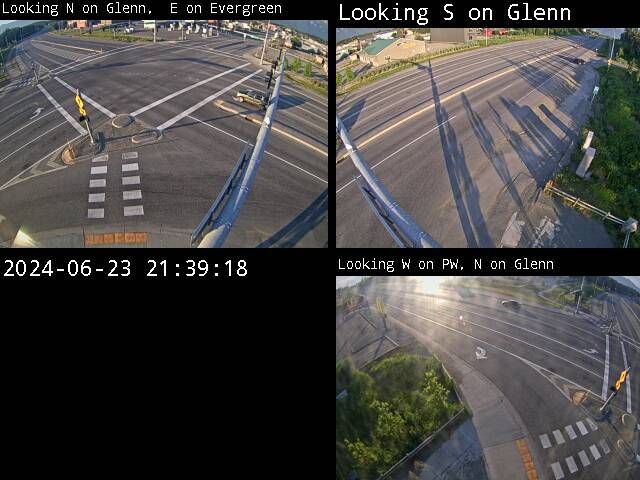 Looking N on Glenn, E on Evergreen
Looking S on Glenn
2024-06-23 21:39:18
Looking W on PW, N on Glenn